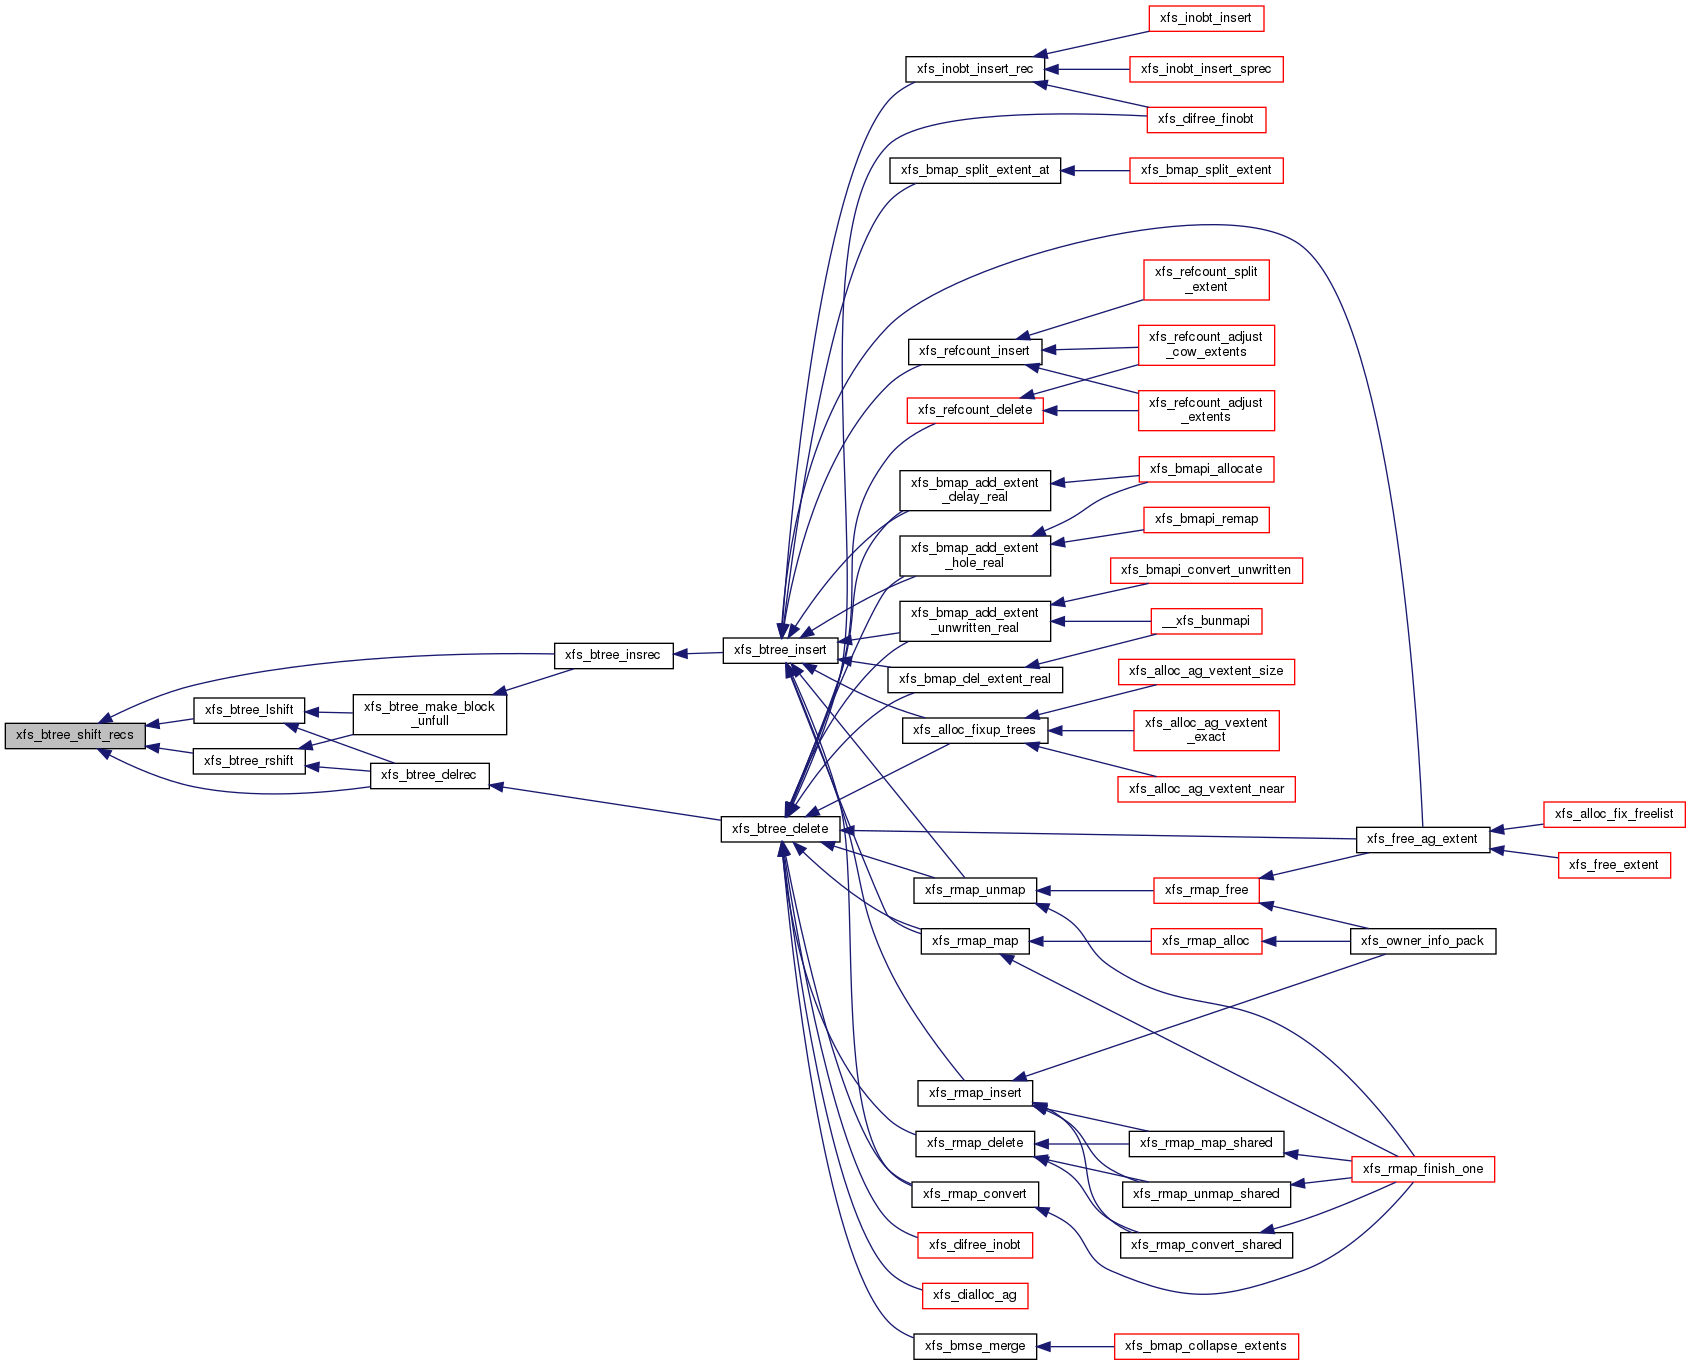 xfs_inobt_insert
xfs_inobt_insert_rec
xfs_inobt_insert_sprec
xfs_difree_finobt
xfs_bmap_split_extent_at
xfs_bmap_split_extent
xfs_refcount_split
_extent
xfs_refcount_insert
xfs_refcount_adjust
_cow_extents
xfs_refcount_delete
xfs_refcount_adjust
_extents
xfs_bmap_add_extent
_delay_real
xfs_bmapi_allocate
xfs_bmap_add_extent
_hole_real
xfs_bmapi_remap
xfs_bmapi_convert_unwritten
xfs_bmap_add_extent
_unwritten_real
__xfs_bunmapi
xfs_btree_insrec
xfs_btree_insert
xfs_bmap_del_extent_real
xfs_alloc_ag_vextent_size
xfs_btree_lshift
xfs_btree_make_block
_unfull
xfs_btree_shift_recs
xfs_alloc_fixup_trees
xfs_alloc_ag_vextent
_exact
xfs_btree_rshift
xfs_btree_delrec
xfs_alloc_ag_vextent_near
xfs_btree_delete
xfs_free_ag_extent
xfs_alloc_fix_freelist
xfs_free_extent
xfs_rmap_unmap
xfs_rmap_free
xfs_rmap_map
xfs_rmap_alloc
xfs_owner_info_pack
xfs_rmap_insert
xfs_rmap_delete
xfs_rmap_map_shared
xfs_rmap_finish_one
xfs_rmap_convert
xfs_rmap_unmap_shared
xfs_difree_inobt
xfs_rmap_convert_shared
xfs_dialloc_ag
xfs_bmse_merge
xfs_bmap_collapse_extents